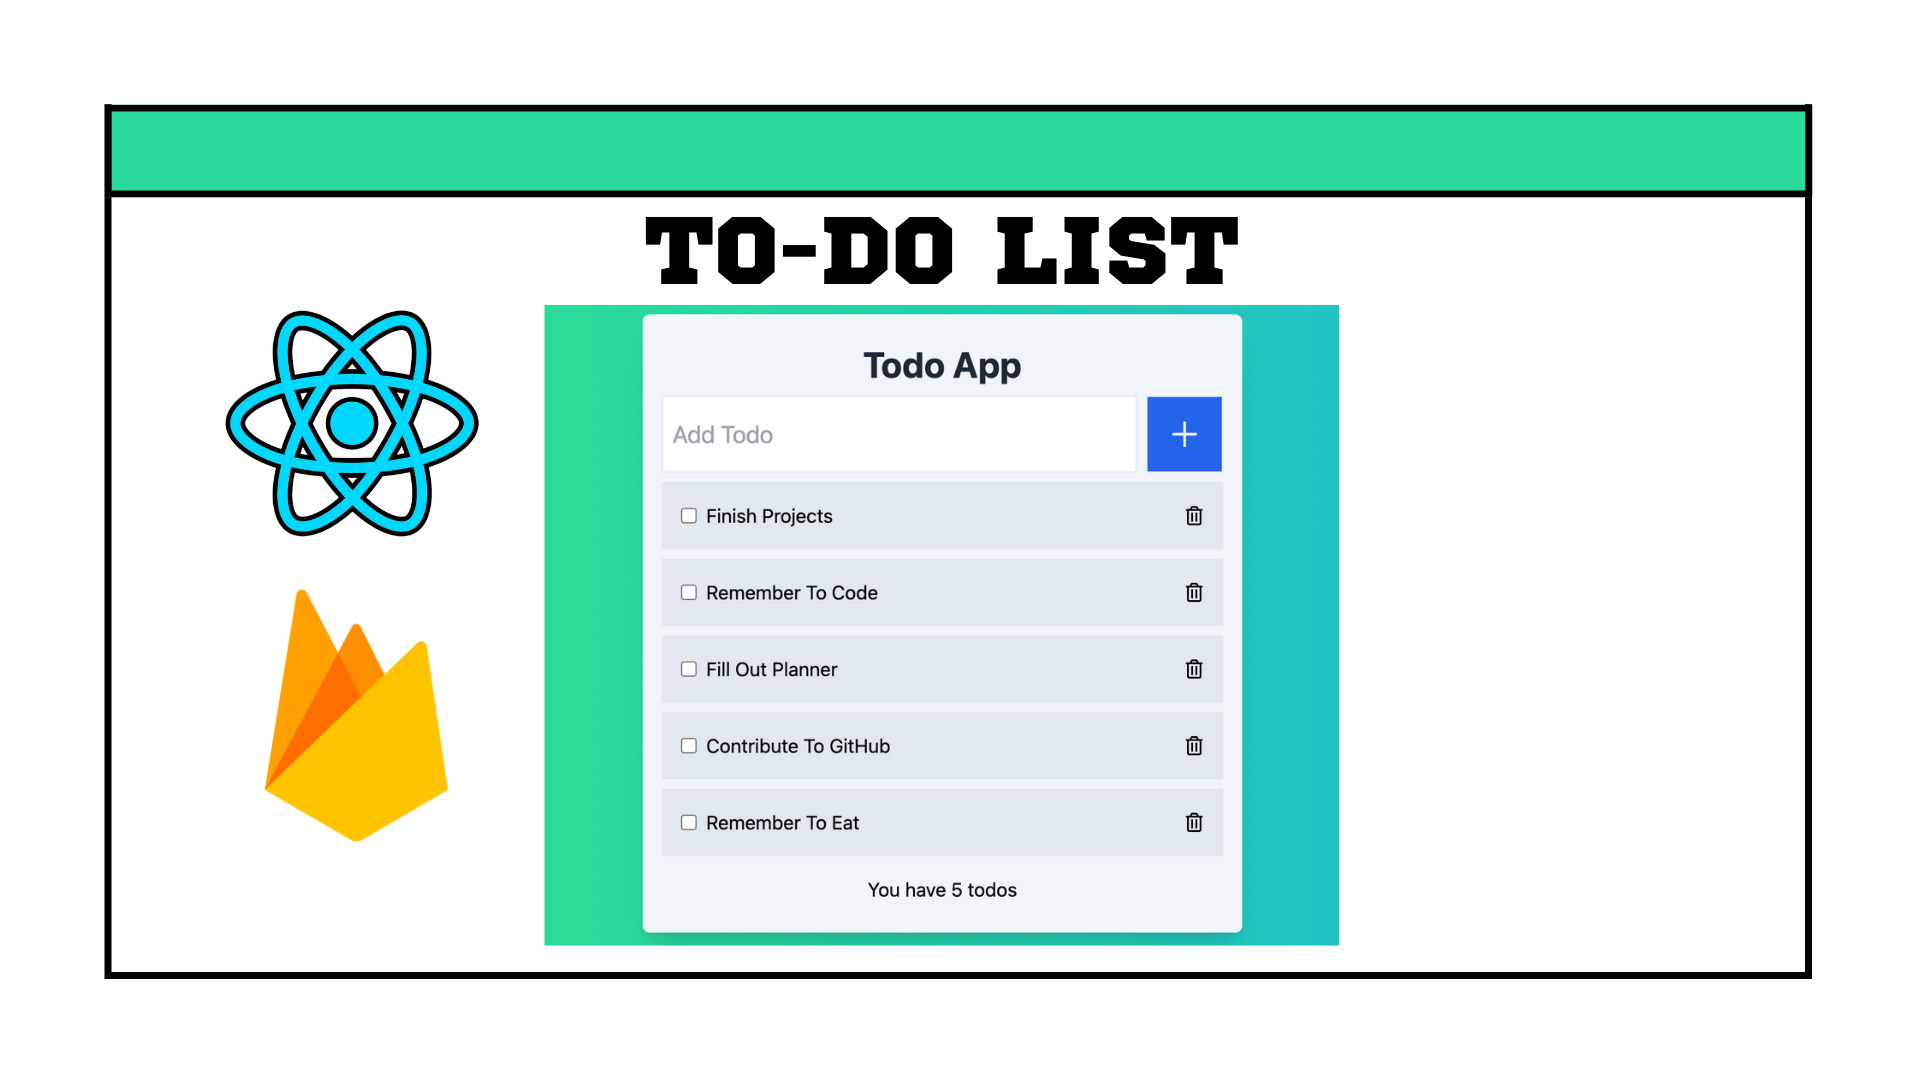 TO-DO LIST
Todo App
Add Todo
Finish Projects
Remember To Code
Fill Out Planner
Contribute To GitHub
Remember To Eat
You have 5 todos